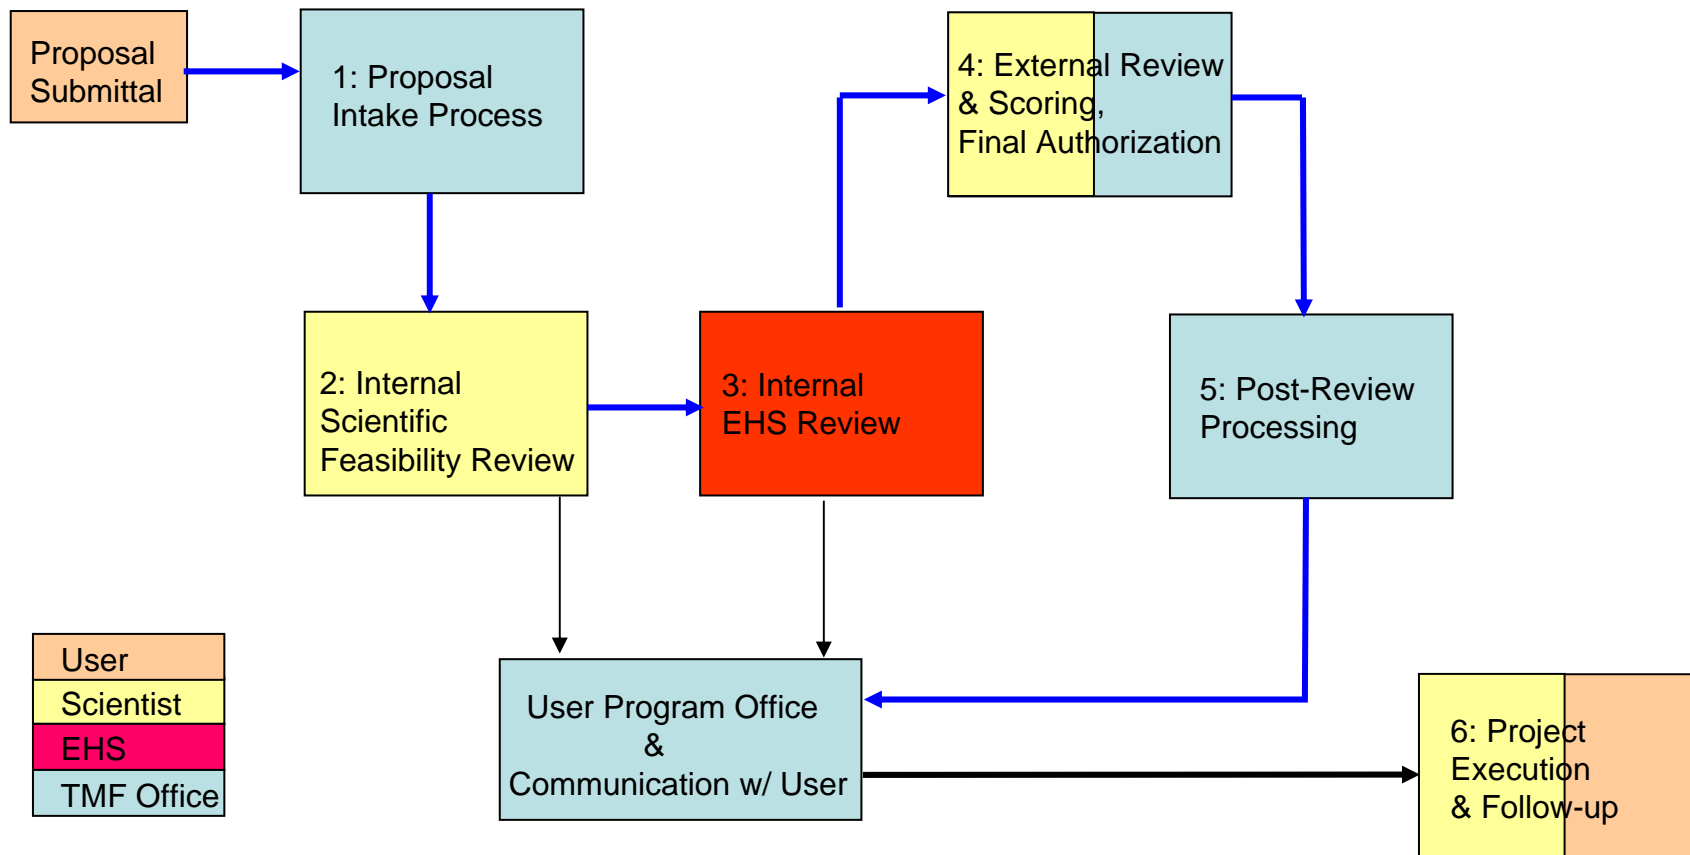 Proposal
Submittal
1: Proposal
Intake Process
4: External Review
& Scoring,
Final Authorization
2: Internal
Scientific
Feasibility Review
3: Internal
EHS Review
5: Post-Review
Processing
User Program Office
&
Communication w/ User
6: Project
Execution
& Follow-up
User
Scientist
EHS
TMF Office